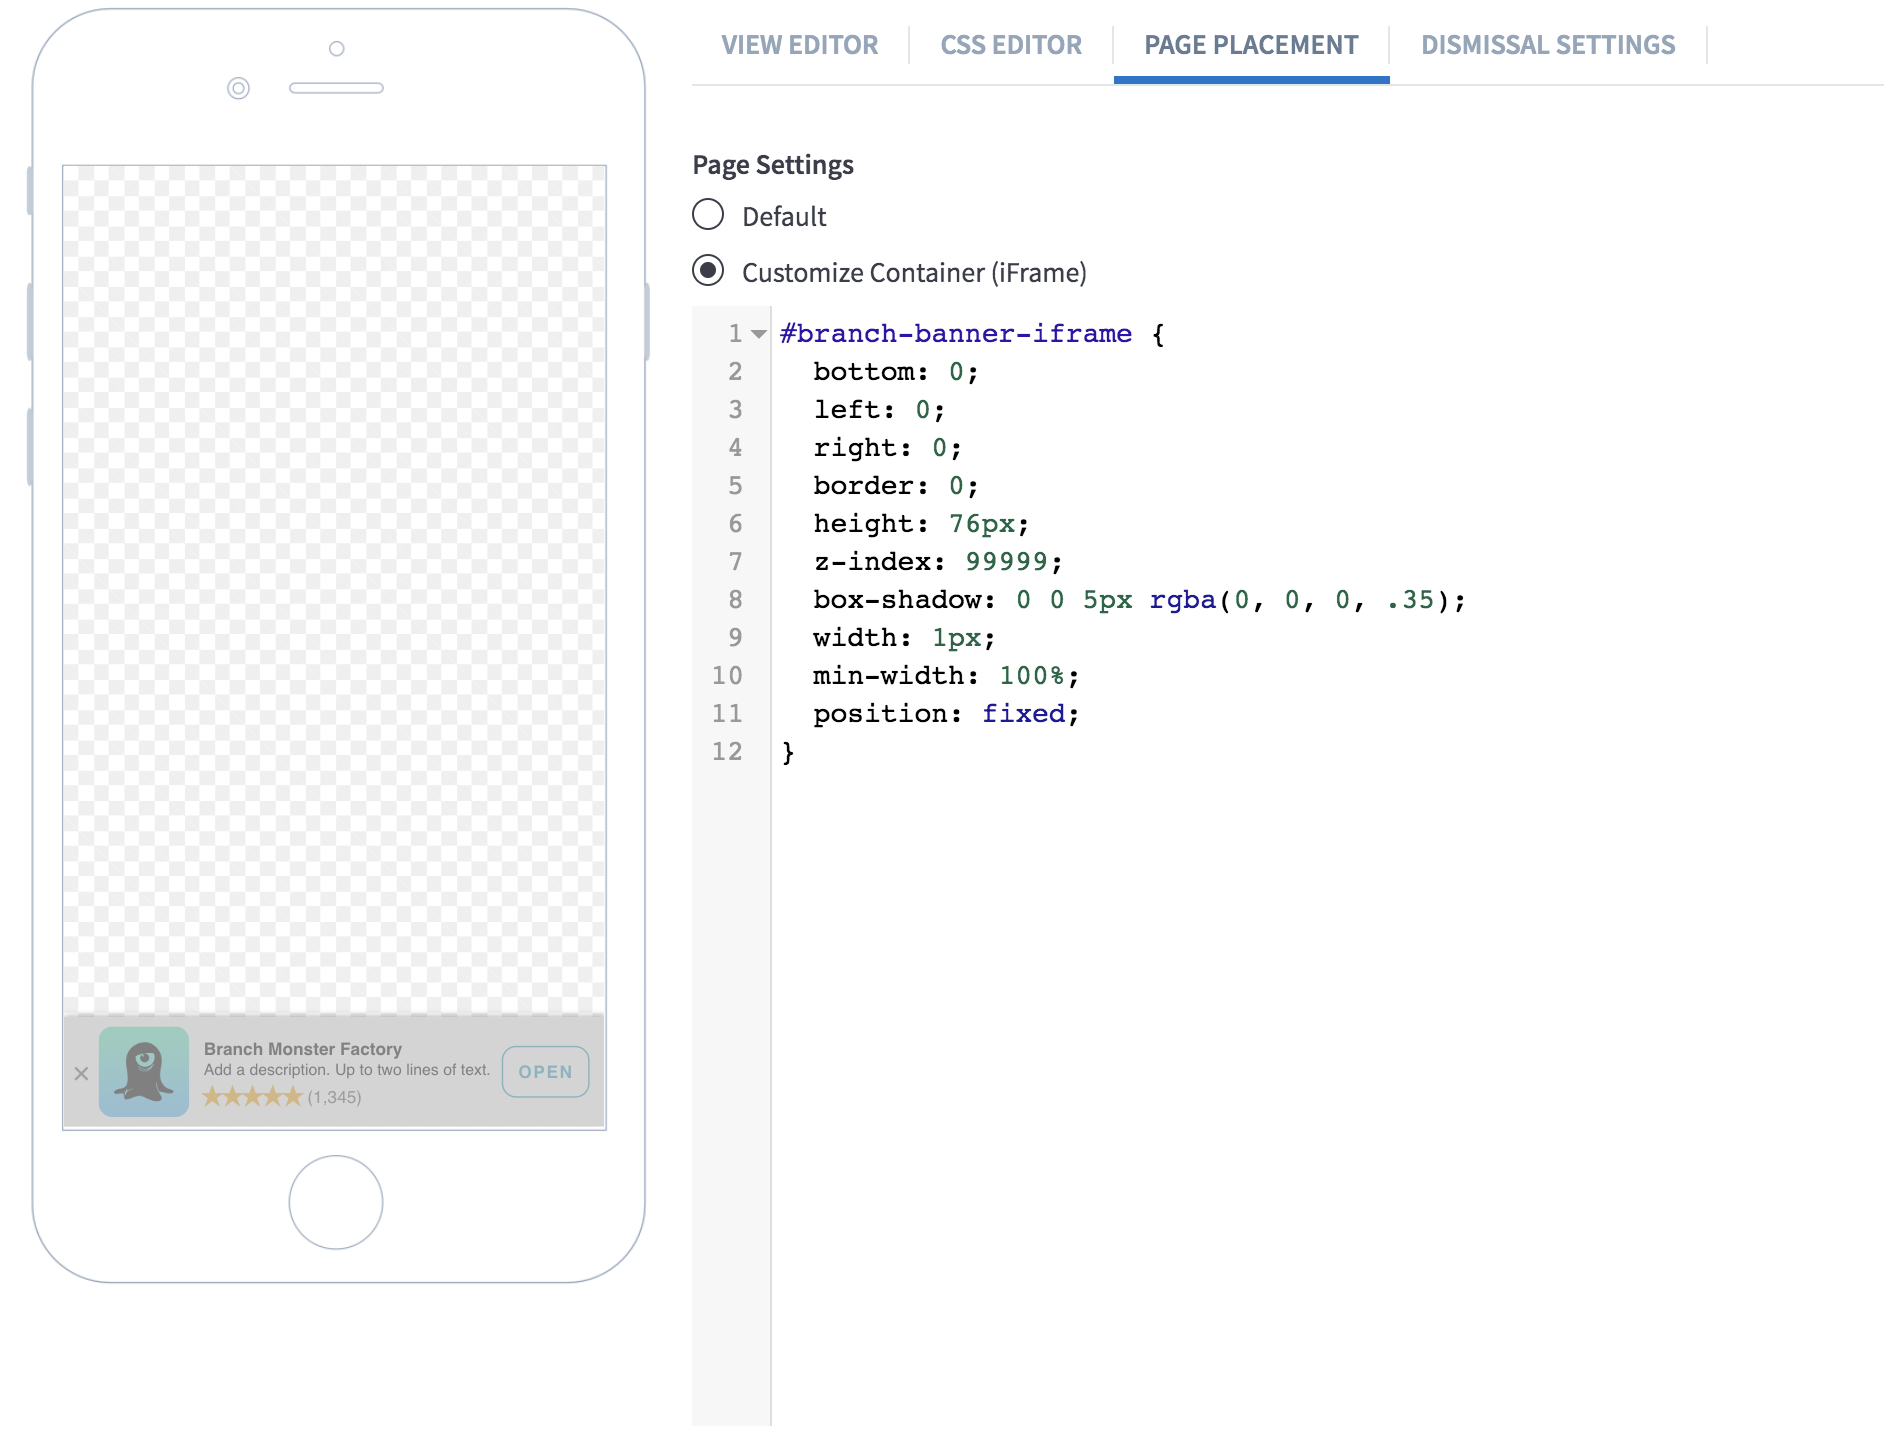 VIEW EDITOR CSS EDITOR PAGE PLACEMENT DISMISSAL SETTINGS
Page Settings
Default
Customize Container (iFrame)
1 #branch-banner-iframe {
2 bottom: 0;
3 left: 0;
4 right: 0;
5 border: 0;
6 height: 76px;
7 z-index: 99999;
8 box-shadow: 0 0 5px rgba(0, 0, 0, .35);
9 width: 1px;
10 min-width: 100%;
11 position: fixed;
12 }
Branch Monster Factory
Add a description. Up to two lines of text.
(1,345)
OPEN